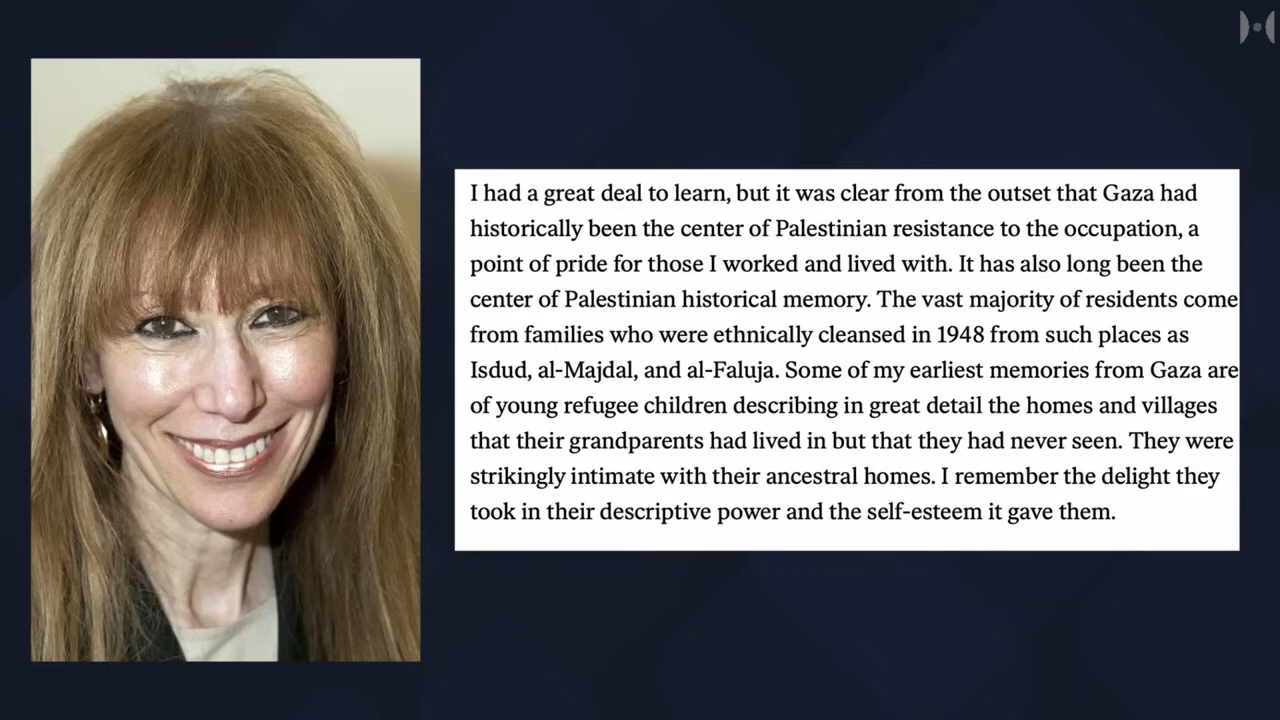 I had a great deal to learn, but it was clear from the outset that Gaza had
historically been the center of Palestinian resistance to the occupation, a
point of pride for those I worked and lived with. It has also long been the
center of Palestinian historical memory. The vast majority of residents come
from families who were ethnically cleansed in 1948 from such places as
Isdud, al-Majdal, and al-Faluja. Some of my earliest memories from Gaza are
of young refugee children describing in great detail the homes and villages
that their grandparents had lived in but that they had never seen. They were
strikingly intimate with their ancestral homes. I remember the delight they
took in their descriptive power and the self-esteem it gave them.